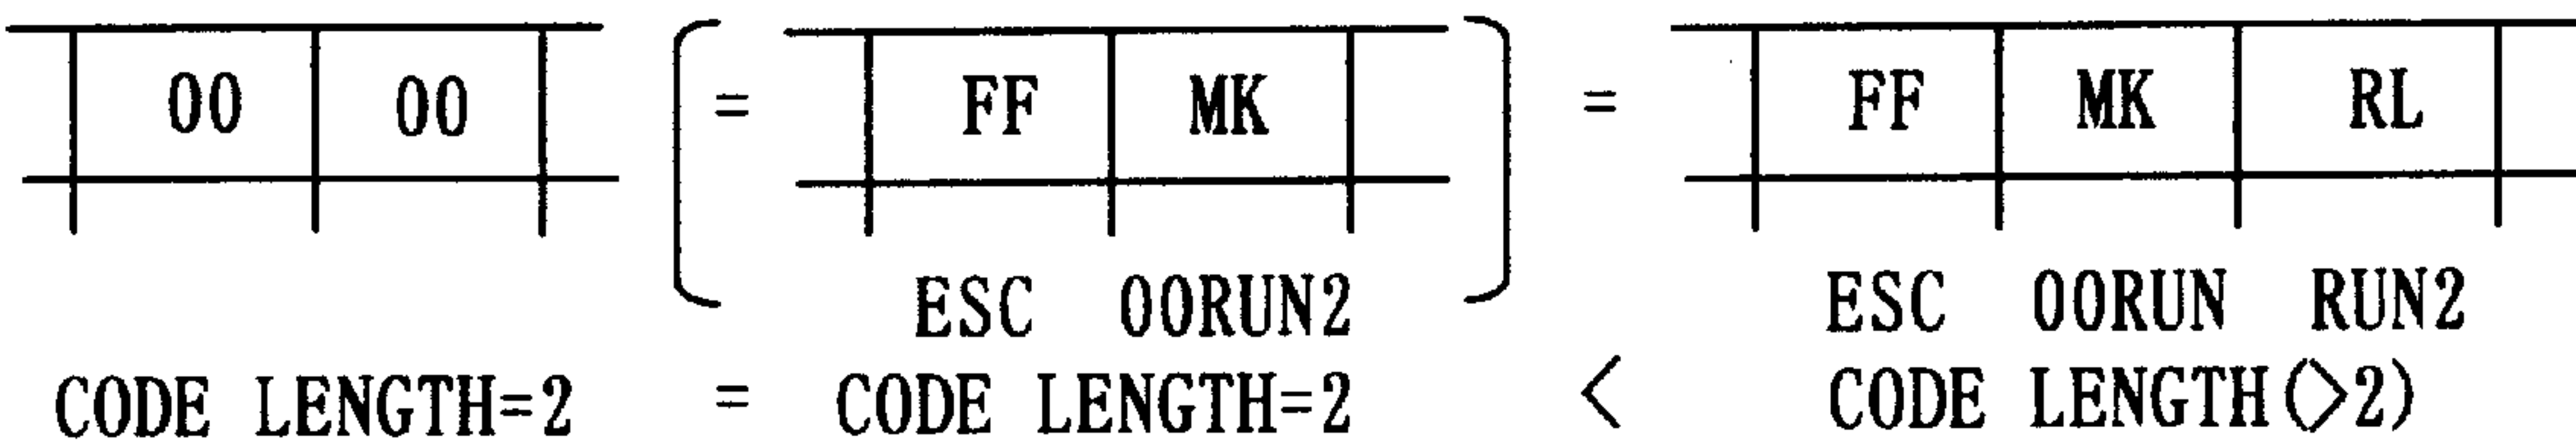 00 00 = FF MK = FF MK RL
ESC 00RUN2 ESC 00RUN RUN2
CODE LENGTH=2 = CODE LENGTH=2 < CODE LENGTH(>2)